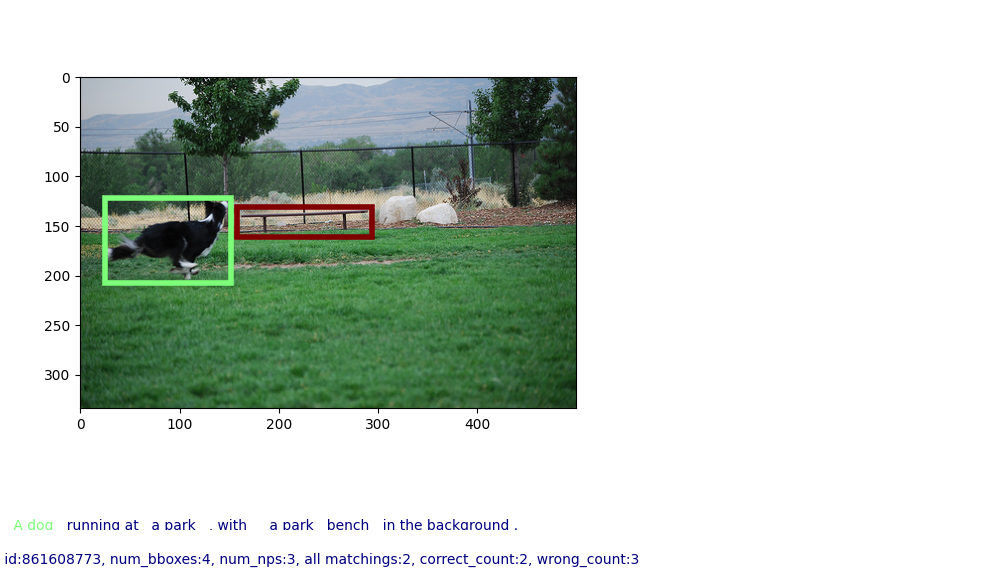 0
50
100
150
200
250
300
0 100 200 300 400
A dog running at a park , with a park bench in the background .
id:861608773, num_bboxes:4, num_nps:3, all matchings:2, correct_count:2, wrong_count:3